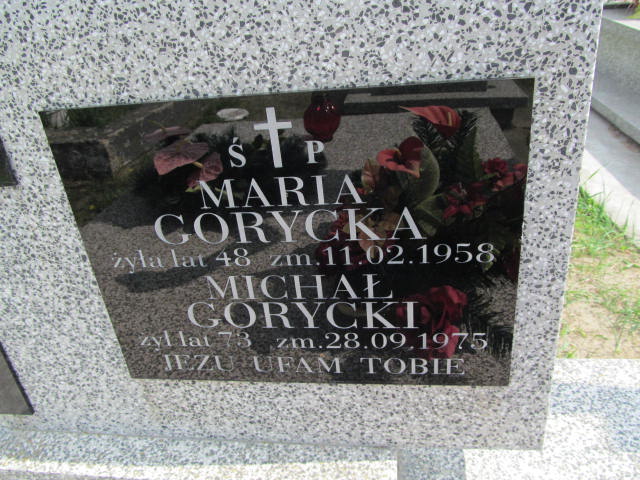 Ś P
MARIA
GORYCKA
żyła lat 48 zm.11.02.1958
MICHAŁ
GORYCKI
żył lat 73 zm.28.09.1975
JEZU UFAM TOBIE